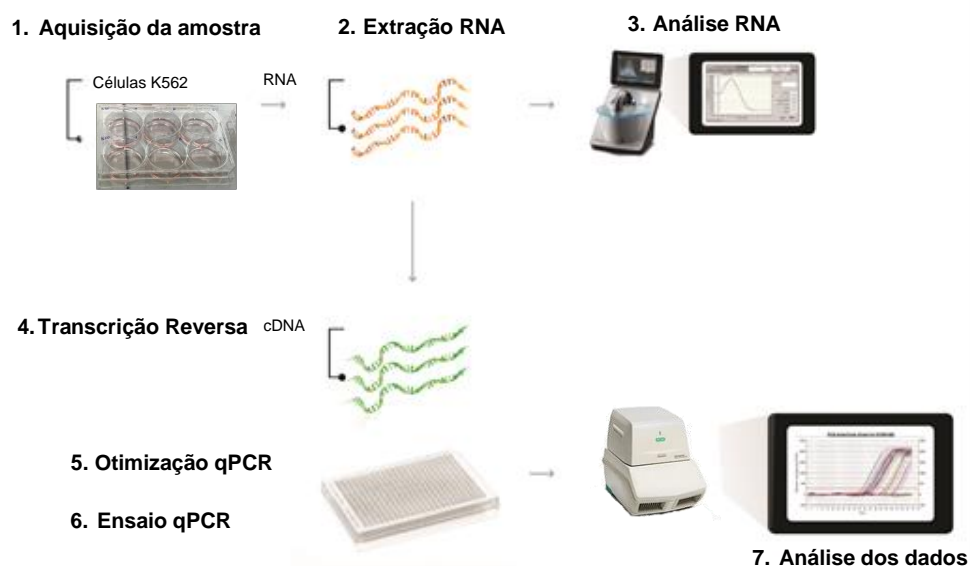 1. Aquisição da amostra
2. Extração RNA
3. Análise RNA
Células K562
RNA
4. Transcrição Reversa
cDNA
5. Otimização qPCR
6. Ensaio qPCR
7. Análise dos dados